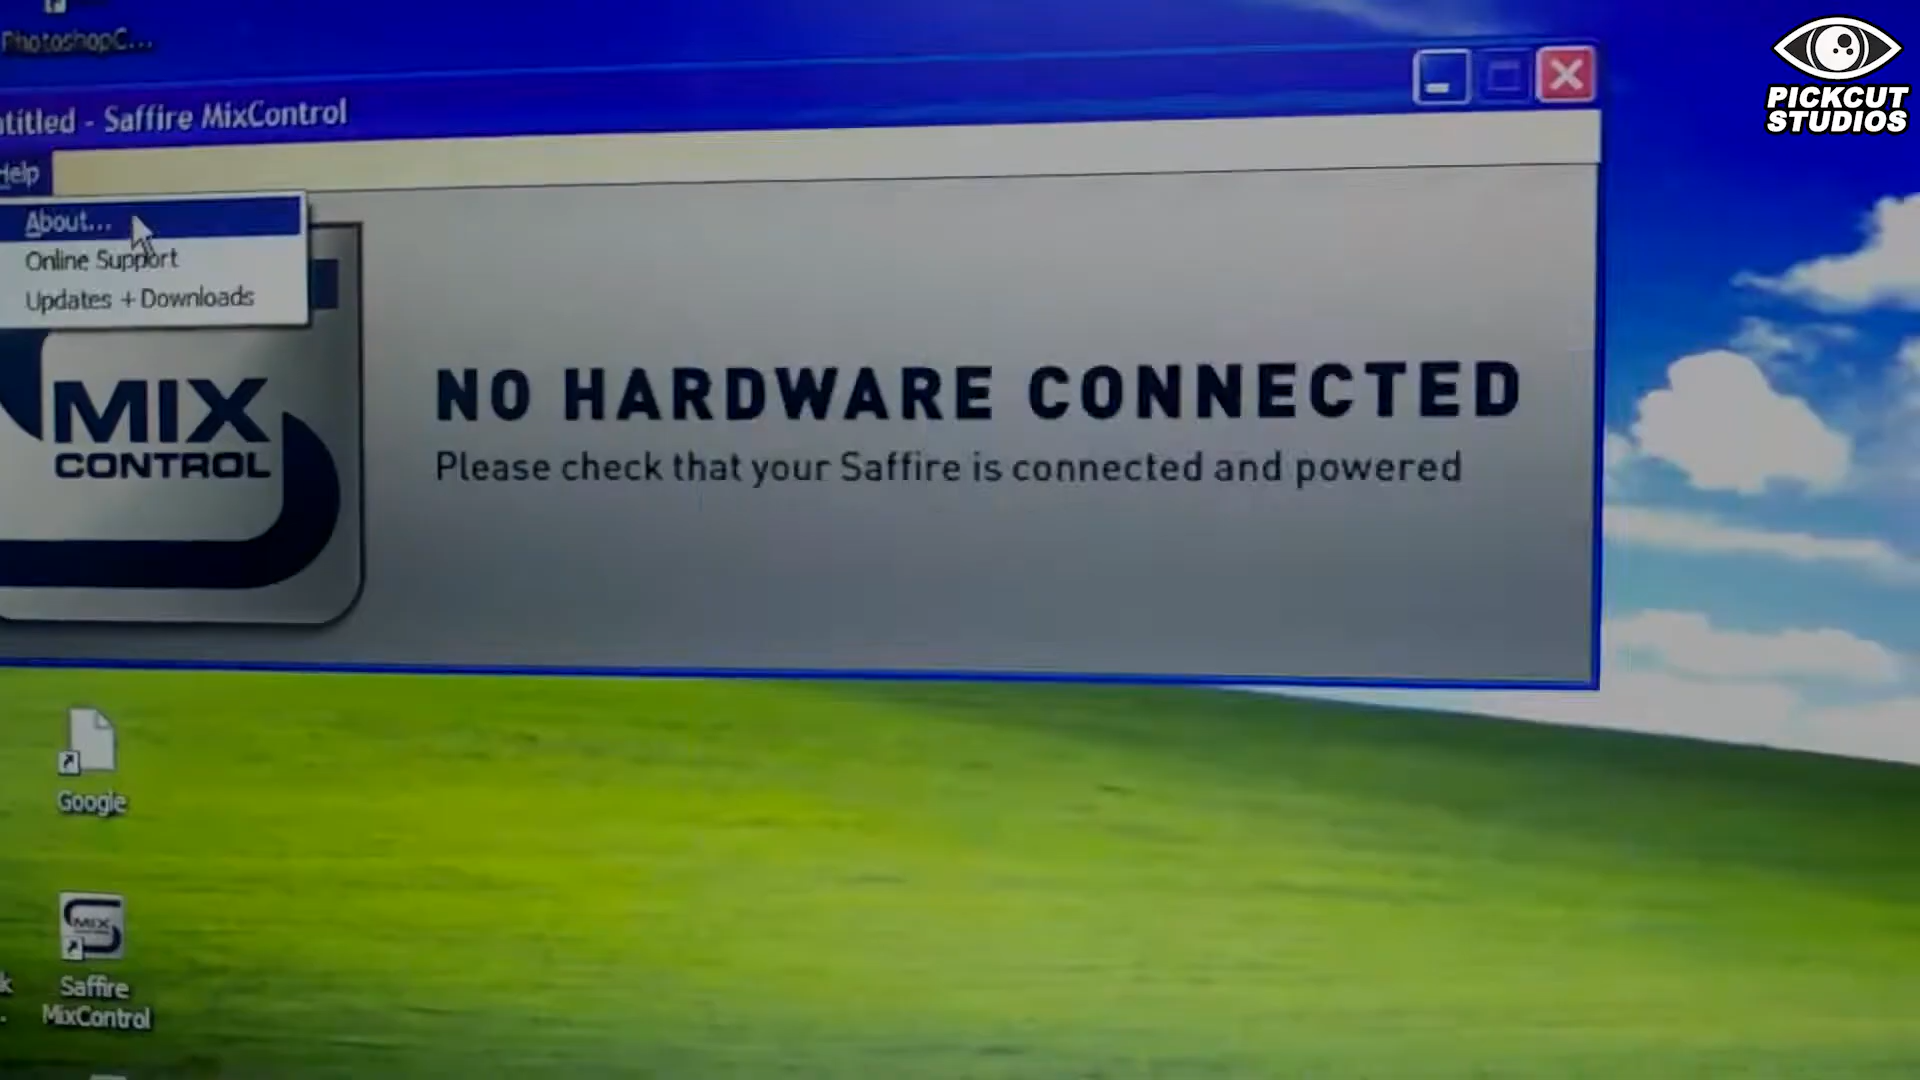 PhotoshopC...
PICKCUT
STUDIOS
ntitled - Saffire MixControl
Help
About...
Online Support
Updates + Downloads
MIX
CONTROL
NO HARDWARE CONNECTED
Please check that your Saffire is connected and powered
Google
MIX
Saffire
MixControl